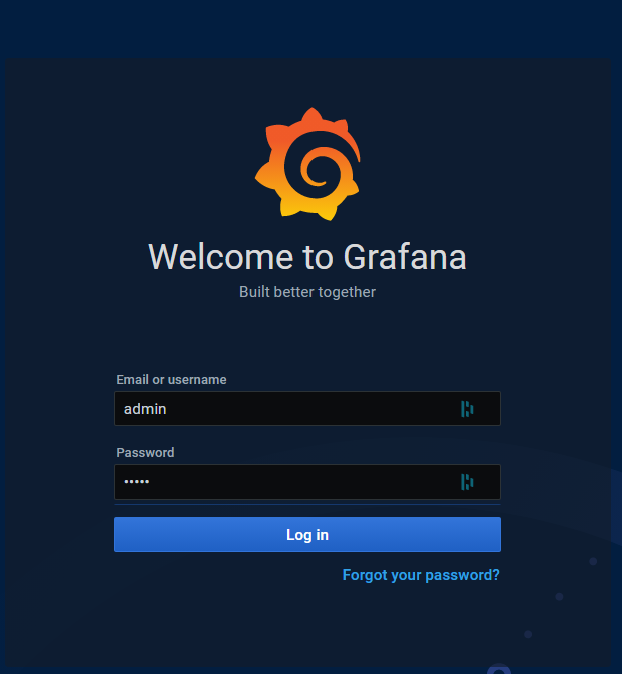 Welcome to Grafana
Built better together
Email or username
admin
Password
•••••
Log in
Forgot your password?